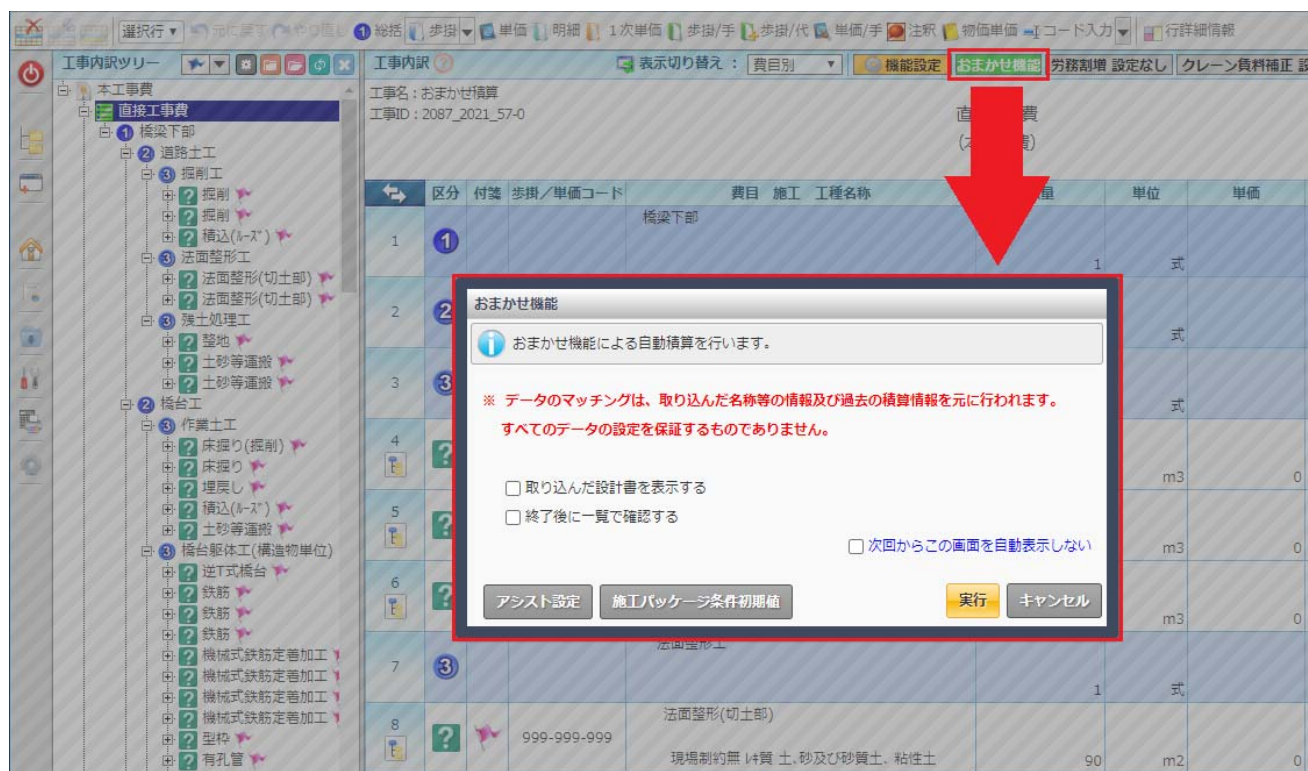 選択行 元に戻す やり直し 総括 歩掛 単価 明細 1次単価 歩掛/手 歩掛/代 単価/手 注釈 物価単価 コード入力 行詳細情報
工事内訳ツリー
本工事費
直接工事費
橋梁下部
道路土工
掘削工
掘削
掘削
積込(ﾙｰｽﾞ)
法面整形工
法面整形(切土部)
法面整形(切土部)
残土処理工
整地
土砂等運搬
土砂等運搬
橋台工
作業土工
床掘り(掘削)
床掘り
埋戻し
積込(ﾙｰｽﾞ)
土砂等運搬
橋台躯体工(構造物単位)
逆T式橋台
鉄筋
鉄筋
鉄筋
機械式鉄筋定着加工
機械式鉄筋定着加工
機械式鉄筋定着加工
機械式鉄筋定着加工
型枠
有孔管
工事内訳 表示切り替え： 費目別 機能設定 おまかせ機能 労務割増 設定なし クレーン賃料補正
工事名：おまかせ積算
工事ID：2087_2021_57-0
区分 付箋 歩掛／単価コード 費目 施工 工種名称 単位 単価
1 1 橋梁下部 1 式
2 2 式
3 3 式
4 ? m3 0
5 ? m3 0
6 ? m3 0
おまかせ機能
おまかせ機能による自動積算を行います。
※ データのマッチングは、取り込んだ名称等の情報及び過去の積算情報を元に行われます。
すべてのデータの設定を保証するものでありません。
取り込んだ設計書を表示する
終了後に一覧で確認する
次回からこの画面を自動表示しない
アシスト設定 施工パッケージ条件初期値 実行 キャンセル
7 3 法面整形工 1 式
8 ? 999-999-999 法面整形(切土部)
現場制約無 ﾚｷ質 土、砂及び砂質土、粘性土 90 m2 0